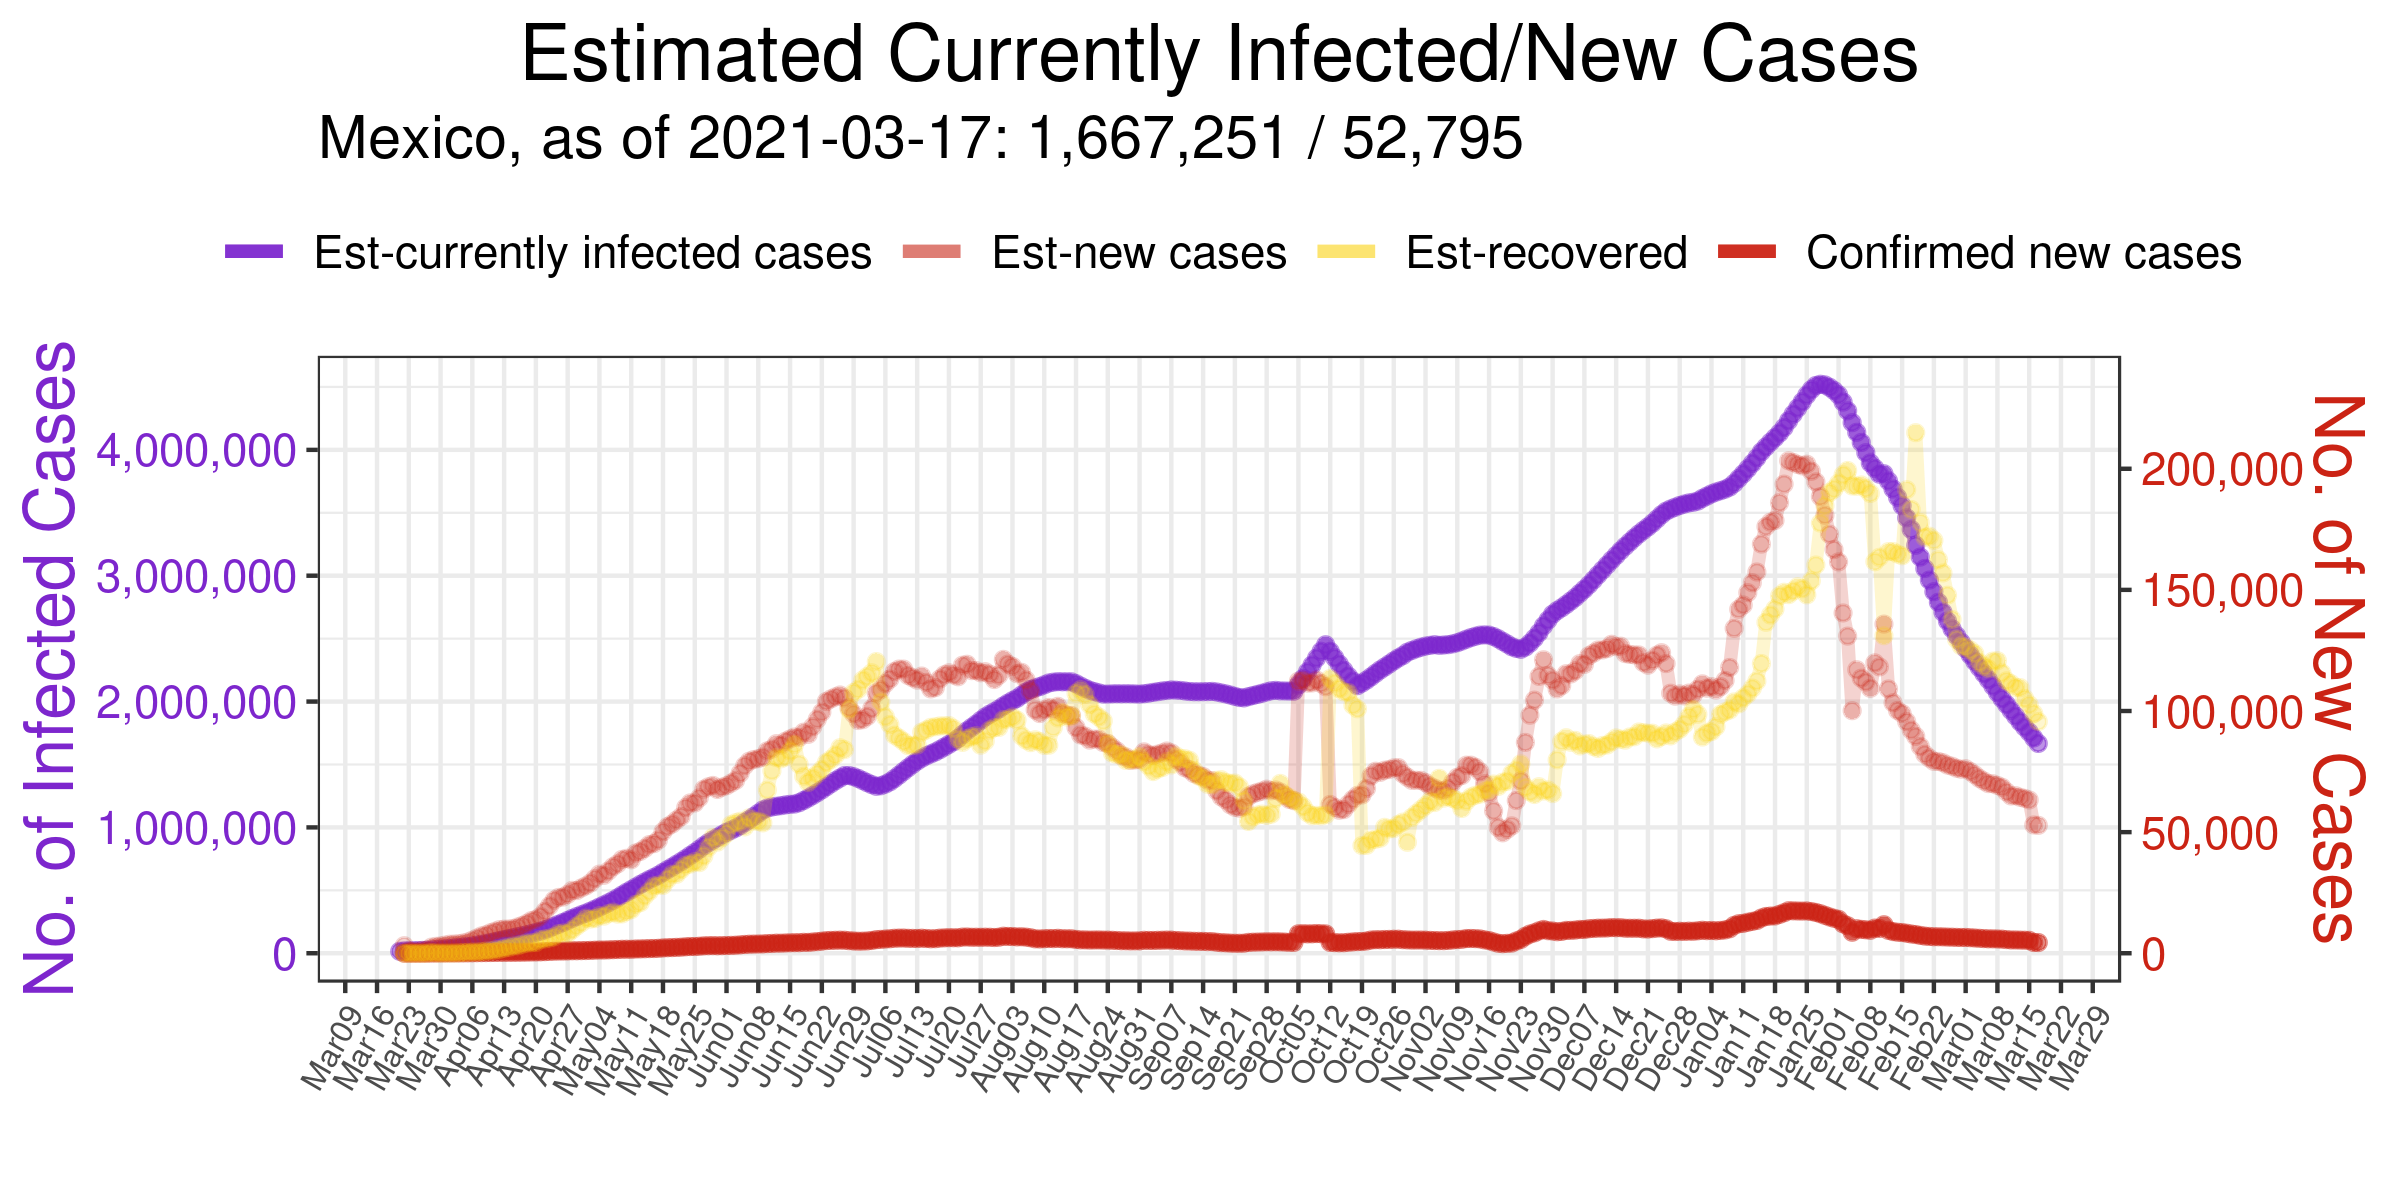 Estimated Currently Infected/New Cases
Mexico, as of 2021-03-17: 1,667,251 / 52,795
Est-currently infected cases Est-new cases Est-recovered Confirmed new cases
No. of Infected Cases
4,000,000
3,000,000
2,000,000
1,000,000
0
No. of New Cases
200,000
150,000
100,000
50,000
0
Mar09 Mar16 Mar23 Mar30 Apr06 Apr13 Apr20 Apr27 May04 May11 May18 May25 Jun01 Jun08 Jun15 Jun22 Jun29 Jul06 Jul13 Jul20 Jul27 Aug03 Aug10 Aug17 Aug24 Aug31 Sep07 Sep14 Sep21 Sep28 Oct05 Oct12 Oct19 Oct26 Nov02 Nov09 Nov16 Nov23 Nov30 Dec07 Dec14 Dec21 Dec28 Jan04 Jan11 Jan18 Jan25 Feb01 Feb08 Feb15 Feb22 Mar01 Mar08 Mar15 Mar22 Mar29